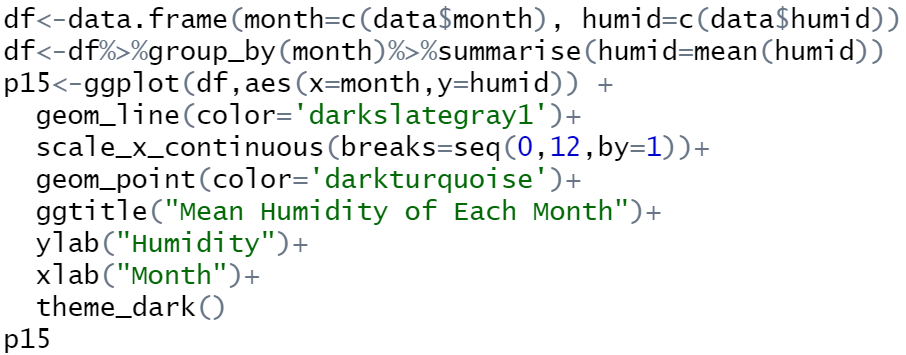 df<-data.frame(month<-c(data$month), humid=c(data$humid))
df<-df%>%group_by(month)%>%summarise(humid=mean(humid))
p15<-ggplot(df,aes(x=month,y=humid)) +
  geom_line(color='darkslategray1')+
  scale_x_continuous(breaks=seq(0,12,by=1))+
  geom_point(color='darkturquoise')+
  ggtitle("Mean Humidity of Each Month")+
  ylab("Humidity")+
  xlab("Month")+
  theme_dark()
p15